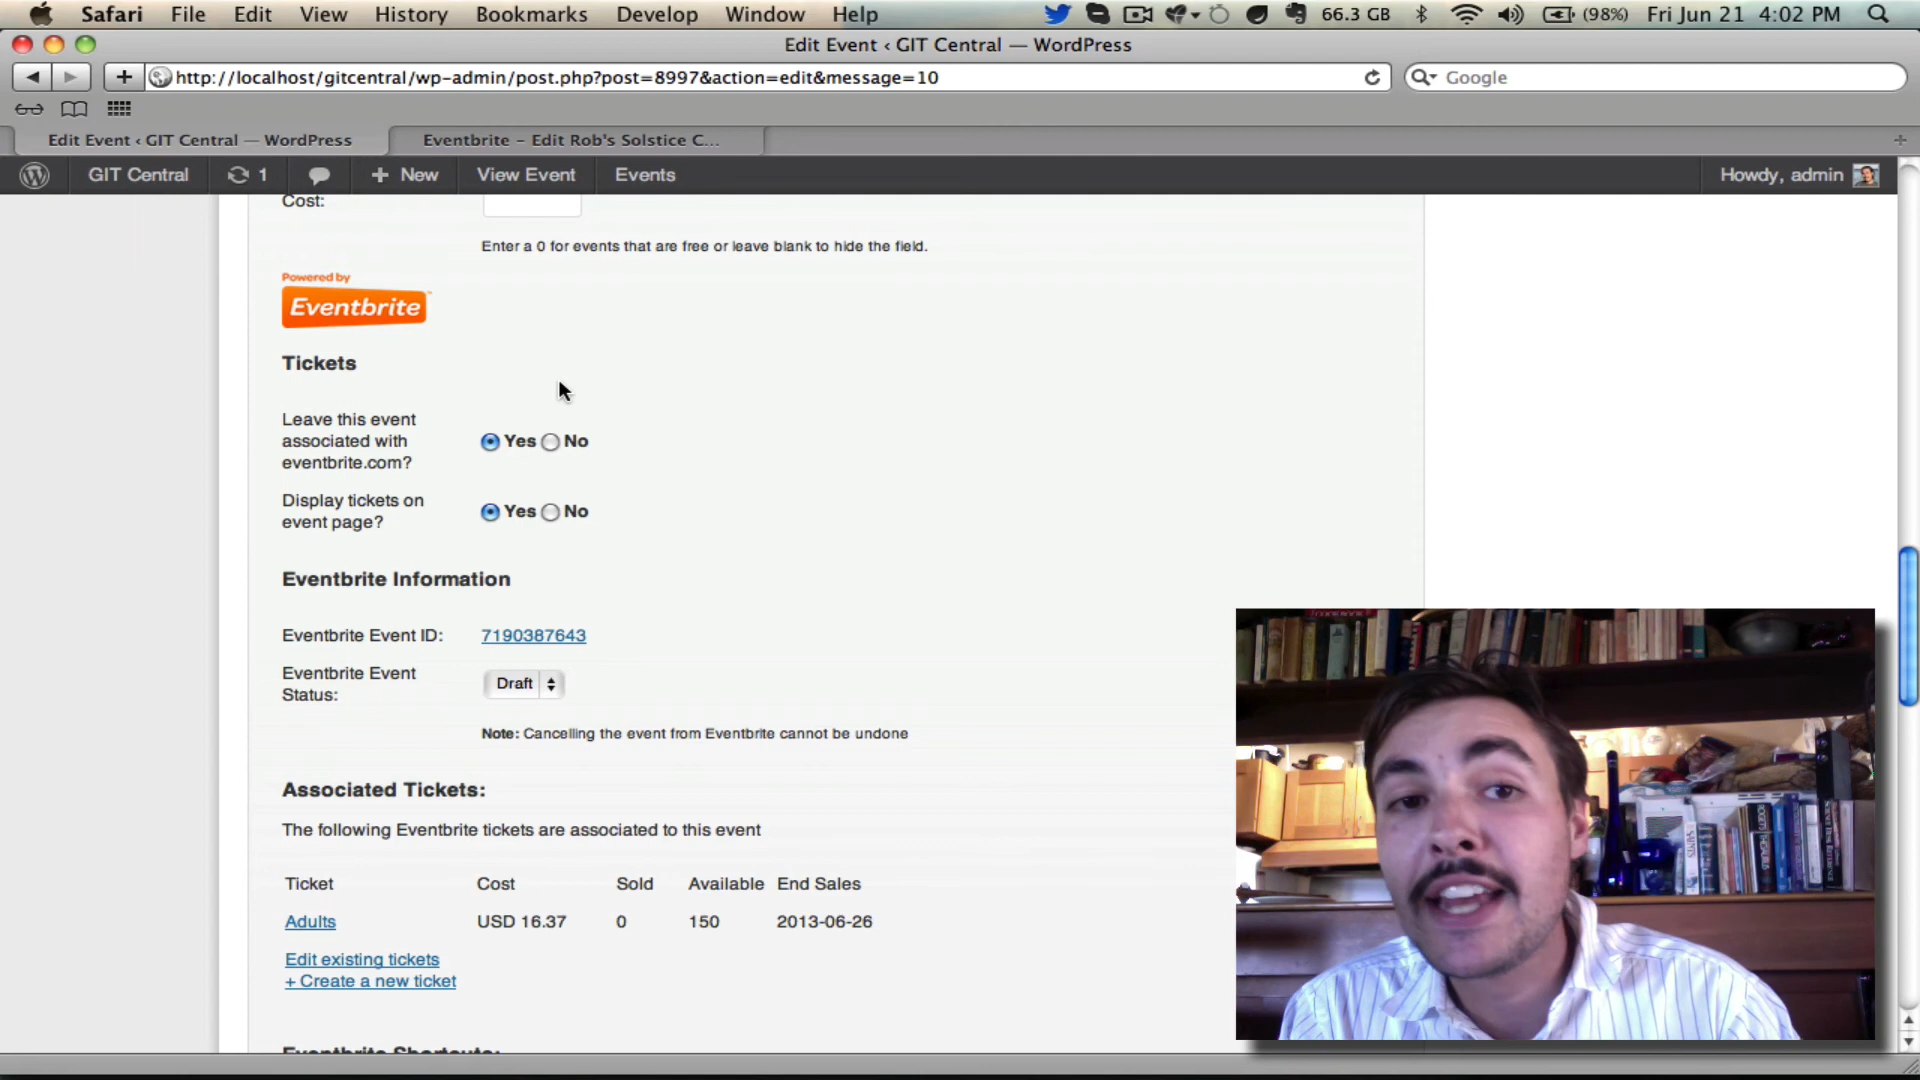 Safari File Edit View History Bookmarks Develop Window Help 66.3 GB (98%) Fri Jun 21 4:02 PM
Edit Event ‹ GIT Central — WordPress
http://localhost/gitcentral/wp-admin/post.php?post=8997&action=edit&message=10 Google
Edit Event ‹ GIT Central — WordPress Eventbrite – Edit Rob's Solstice C...
GIT Central 1 + New View Event Events Howdy, admin
Cost:
Enter a 0 for events that are free or leave blank to hide the field.
Powered by
Eventbrite
Tickets
Leave this event
associated with
eventbrite.com?
Yes No
Display tickets on
event page?
Yes No
Eventbrite Information
Eventbrite Event ID: 7190387643
Eventbrite Event
Status:
Draft
Note: Cancelling the event from Eventbrite cannot be undone
Associated Tickets:
The following Eventbrite tickets are associated to this event
Ticket Cost Sold Available End Sales
Adults USD 16.37 0 150 2013-06-26
Edit existing tickets
+ Create a new ticket
Eventbrite Shortcuts: